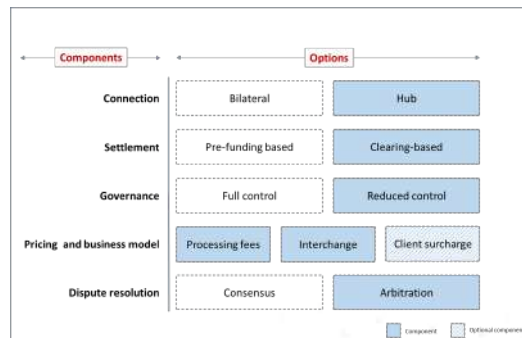 Components Options
Connection Bilateral Hub
Settlement Pre-funding based Clearing-based
Governance Full control Reduced control
Pricing and business model Processing fees Interchange Client surcharge
Dispute resolution Consensus Arbitration
Component Optional component